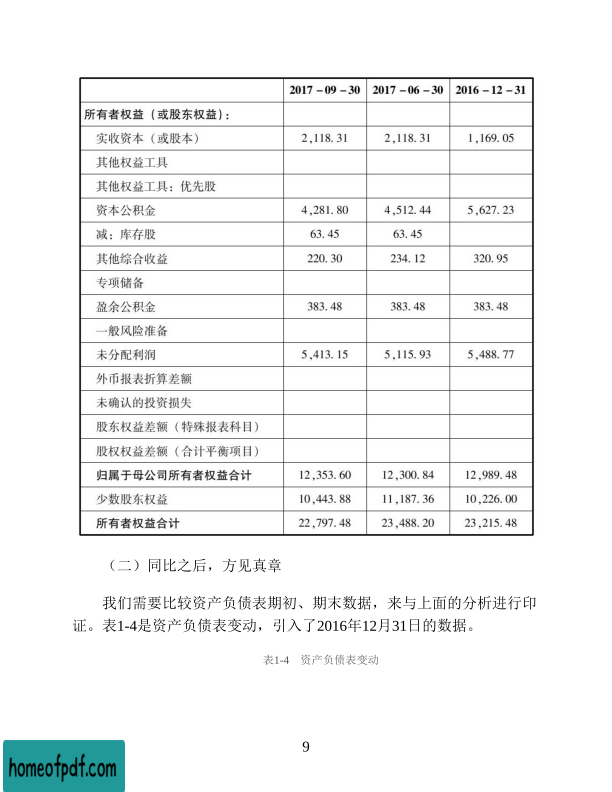 2017-09-30 2017-06-30 2016-12-31
所有者权益（或股东权益）：
实收资本（或股本） 2,118.31 2,118.31 1,169.05
其他权益工具
其他权益工具：优先股
资本公积金 4,281.80 4,512.44 5,627.23
减：库存股 63.45 63.45
其他综合收益 220.30 234.12 320.95
专项储备
盈余公积金 383.48 383.48 383.48
一般风险准备
未分配利润 5,413.15 5,115.93 5,488.77
外币报表折算差额
未确认的投资损失
股东权益差额（特殊报表科目）
股权权益差额（合计平衡项目）
归属于母公司所有者权益合计 12,353.60 12,300.84 12,989.48
少数股东权益 10,443.88 11,187.36 10,226.00
所有者权益合计 22,797.48 23,488.20 23,215.48
（二）同比之后，方见真章
我们需要比较资产负债表期初、期末数据，来与上面的分析进行印
证。表1-4是资产负债表变动，引入了2016年12月31日的数据。
表1-4 资产负债表变动
9
homeofpdf.com